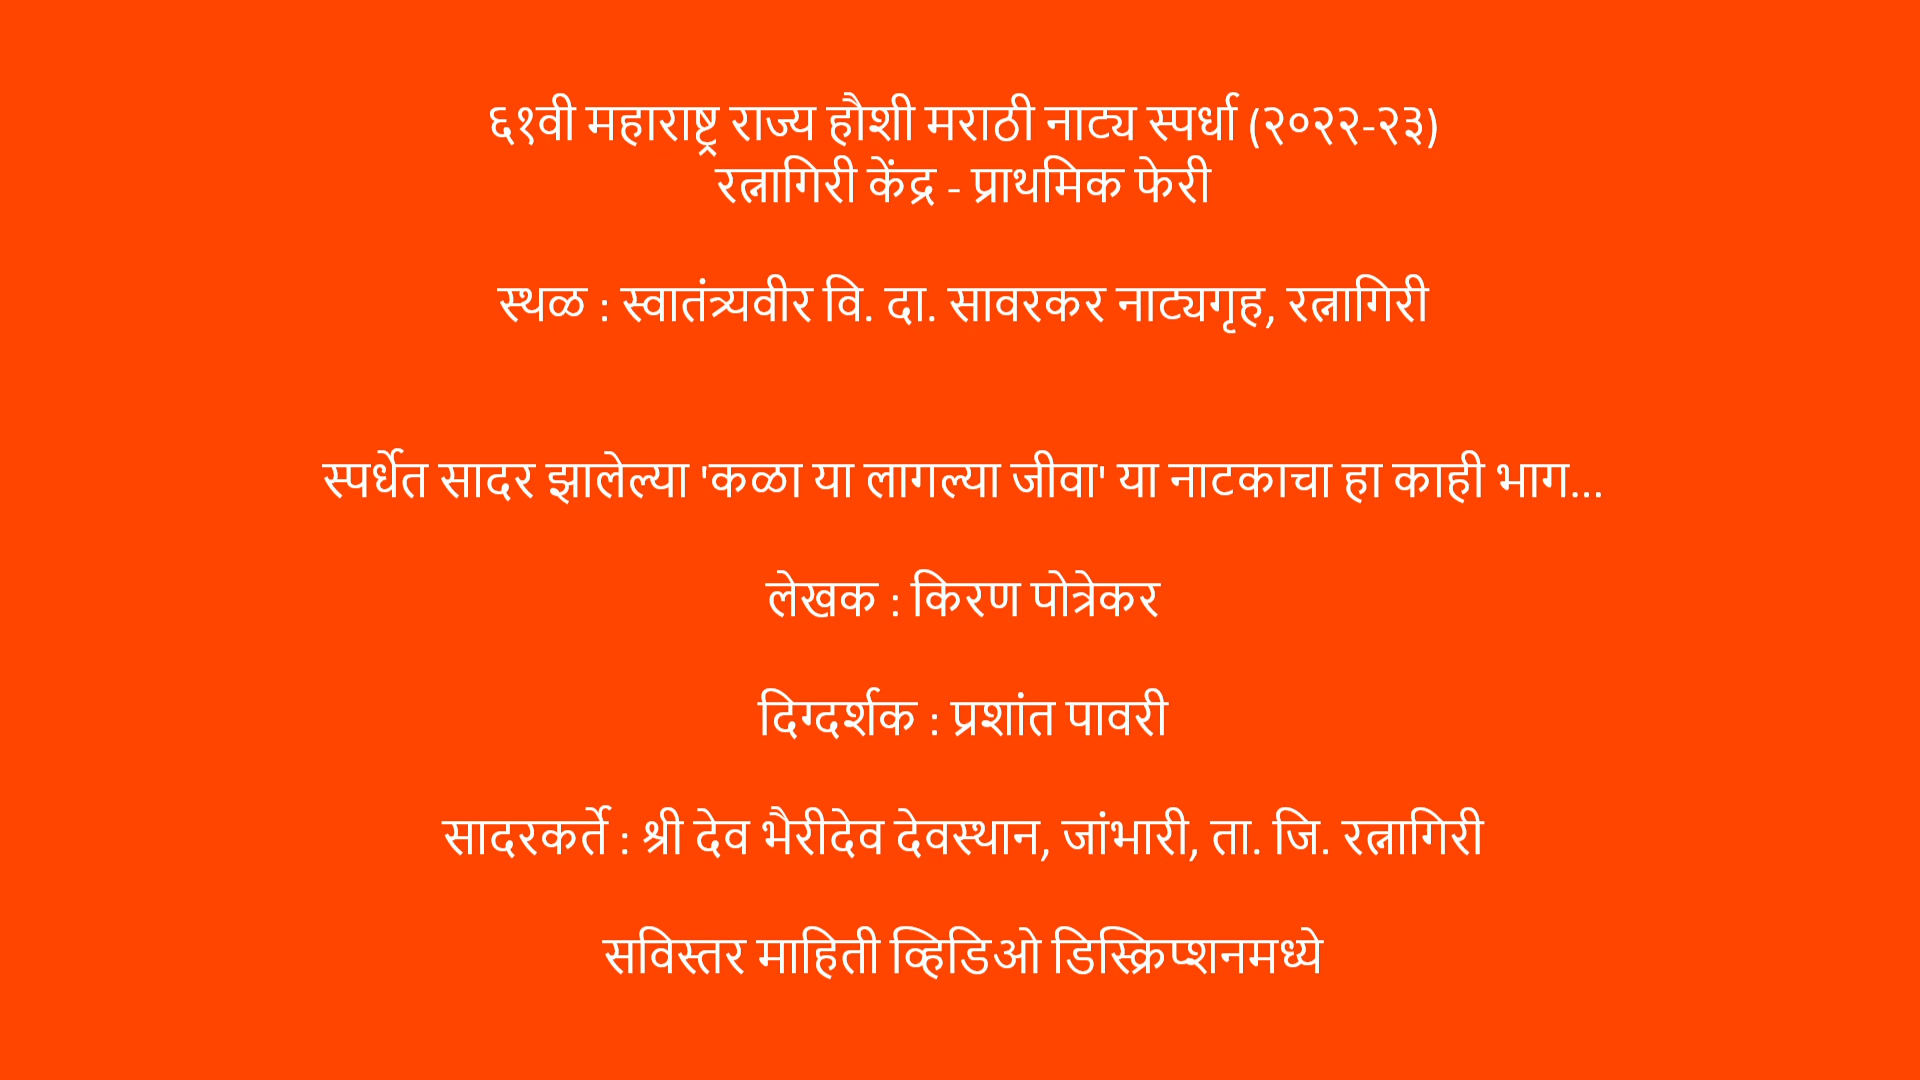 ६१वी महाराष्ट्र राज्य हौशी मराठी नाट्य स्पर्धा (२०२२-२३)
रत्नागिरी केंद्र - प्राथमिक फेरी
स्थळ : स्वातंत्र्यवीर वि. दा. सावरकर नाट्यगृह, रत्नागिरी
स्पर्धेत सादर झालेल्या 'कळा या लागल्या जीवा' या नाटकाचा हा काही भाग...
लेखक : किरण पोत्रेकर
दिग्दर्शक : प्रशांत पावरी
सादरकर्ते : श्री देव भैरीदेव देवस्थान, जांभारी, ता. जि. रत्नागिरी
सविस्तर माहिती व्हिडिओ डिस्क्रिप्शनमध्ये